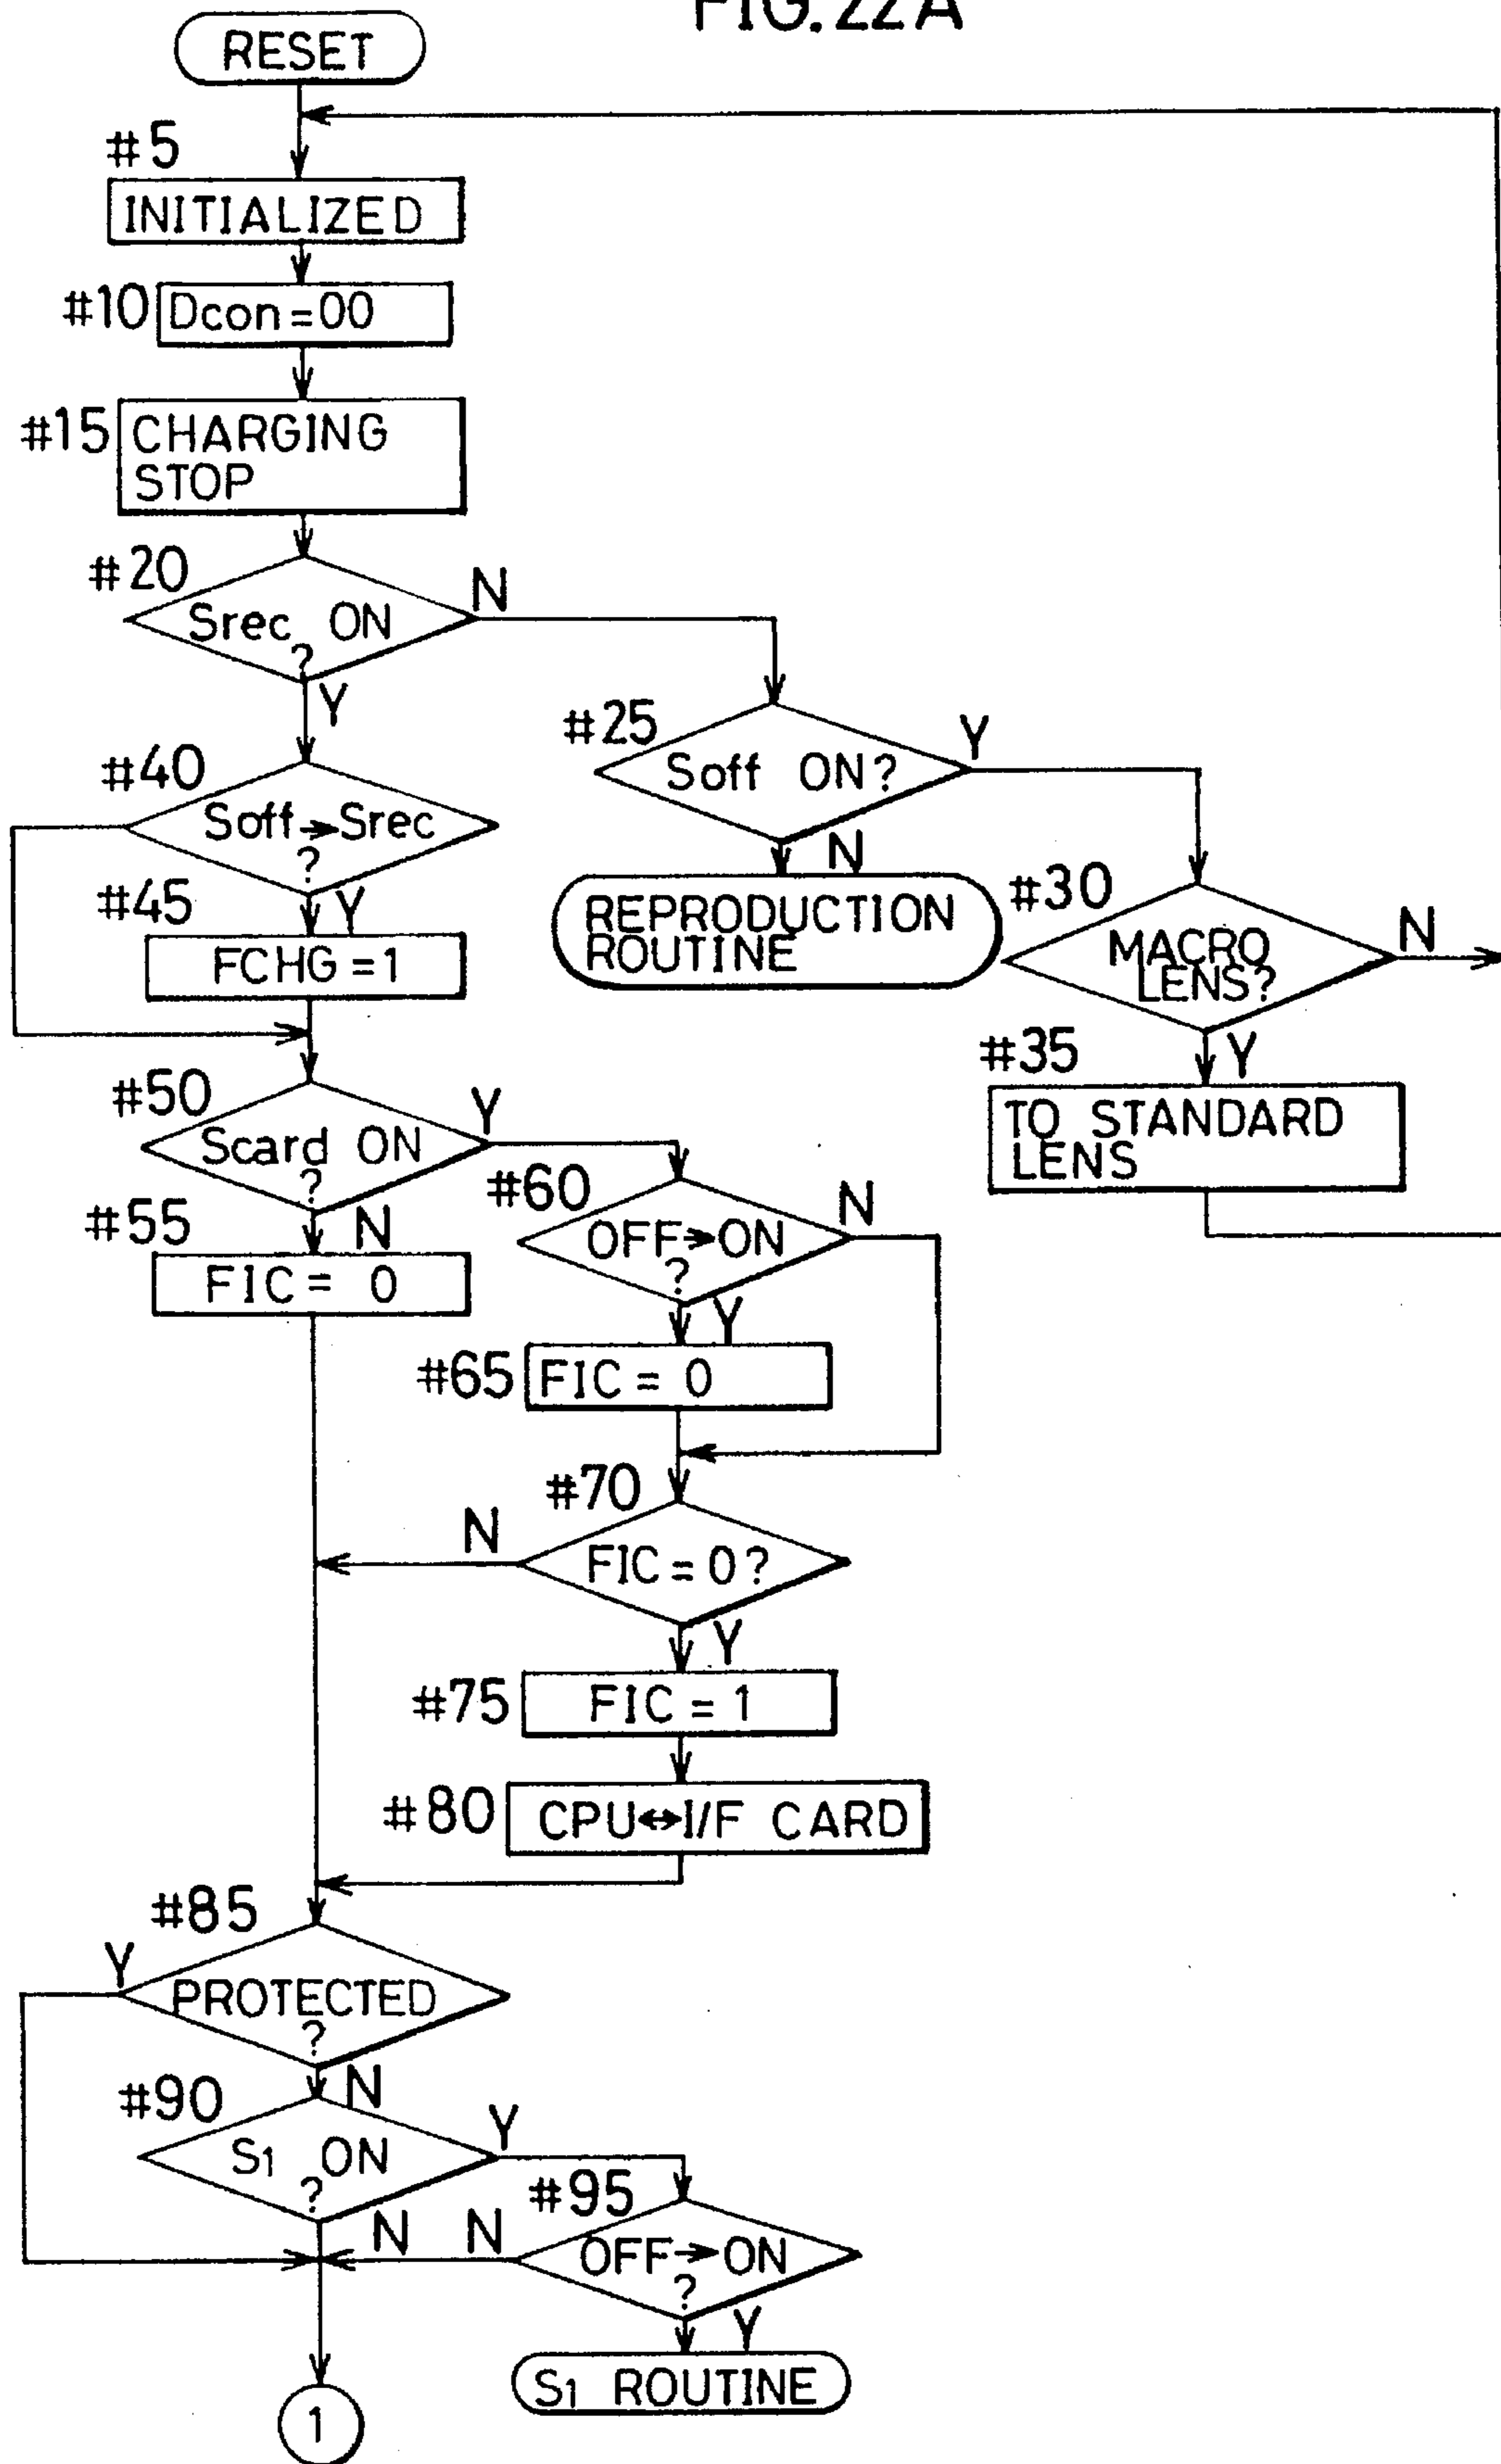 FIG. 22A
RESET
#5
INITIALIZED
#10
Dcon=00
#15
CHARGING
STOP
#20
Srec ON
?
N
Y
#25
Soff ON?
Y
N
REPRODUCTION
ROUTINE
#30
MACRO
LENS?
N
Y
#35
TO STANDARD
LENS
#40
Soff→Srec
?
Y
#45
FCHG=1
#50
Scard ON
?
Y
N
#55
FIC= 0
#60
OFF→ON
?
N
Y
#65
FIC= 0
#70
FIC=0?
N
Y
#75
FIC=1
#80
CPU↔I/F CARD
#85
PROTECTED
?
Y
N
#90
S1 ON
?
Y
N
#95
OFF→ON
?
N
Y
S1 ROUTINE
1